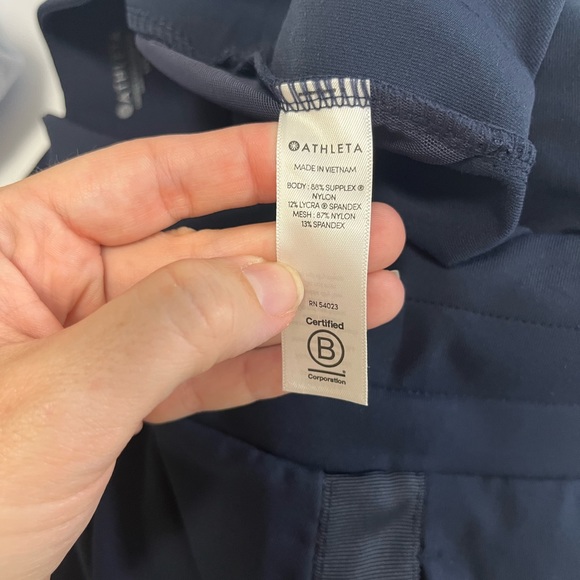 ATHLETA
ATHLETA
MADE IN VIETNAM
BODY : 88% SUPPLEX ®
NYLON
12% LYCRA ® SPANDEX
MESH : 87% NYLON
13% SPANDEX
RN 54023
Certified
B
Corporation